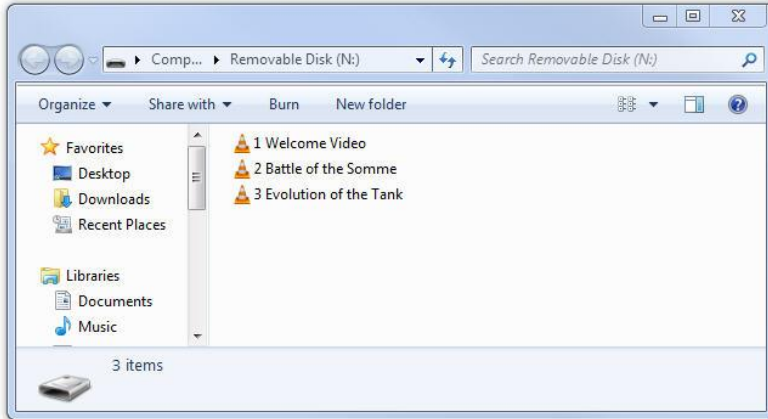 Comp... Removable Disk (N:) Search Removable Disk (N:)
Organize Share with Burn New folder
Favorites
Desktop
Downloads
Recent Places
Libraries
Documents
Music
1 Welcome Video
2 Battle of the Somme
3 Evolution of the Tank
3 items